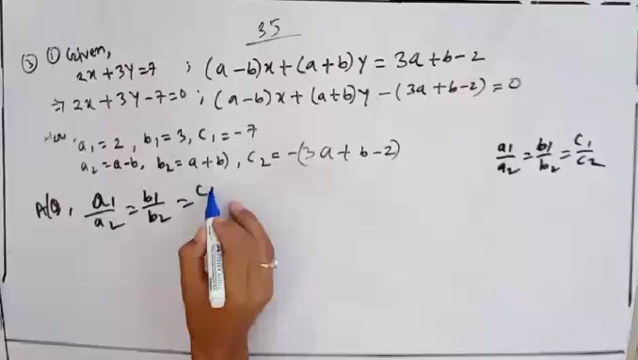 35
③ ① Given,
2x + 3y = 7 ; (a-b)x + (a+b)y = 3a + b - 2
⇒ 2x + 3y - 7 = 0 ; (a-b)x + (a+b)y - (3a + b - 2) = 0
Here, a₁ = 2, b₁ = 3, c₁ = -7
a₂ = a-b, b₂ = a+b), c₂ = -(3a + b - 2)
a₁/a₂ = b₁/b₂ = c₁/c₂
A/Q, a₁/a₂ = b₁/b₂ = c